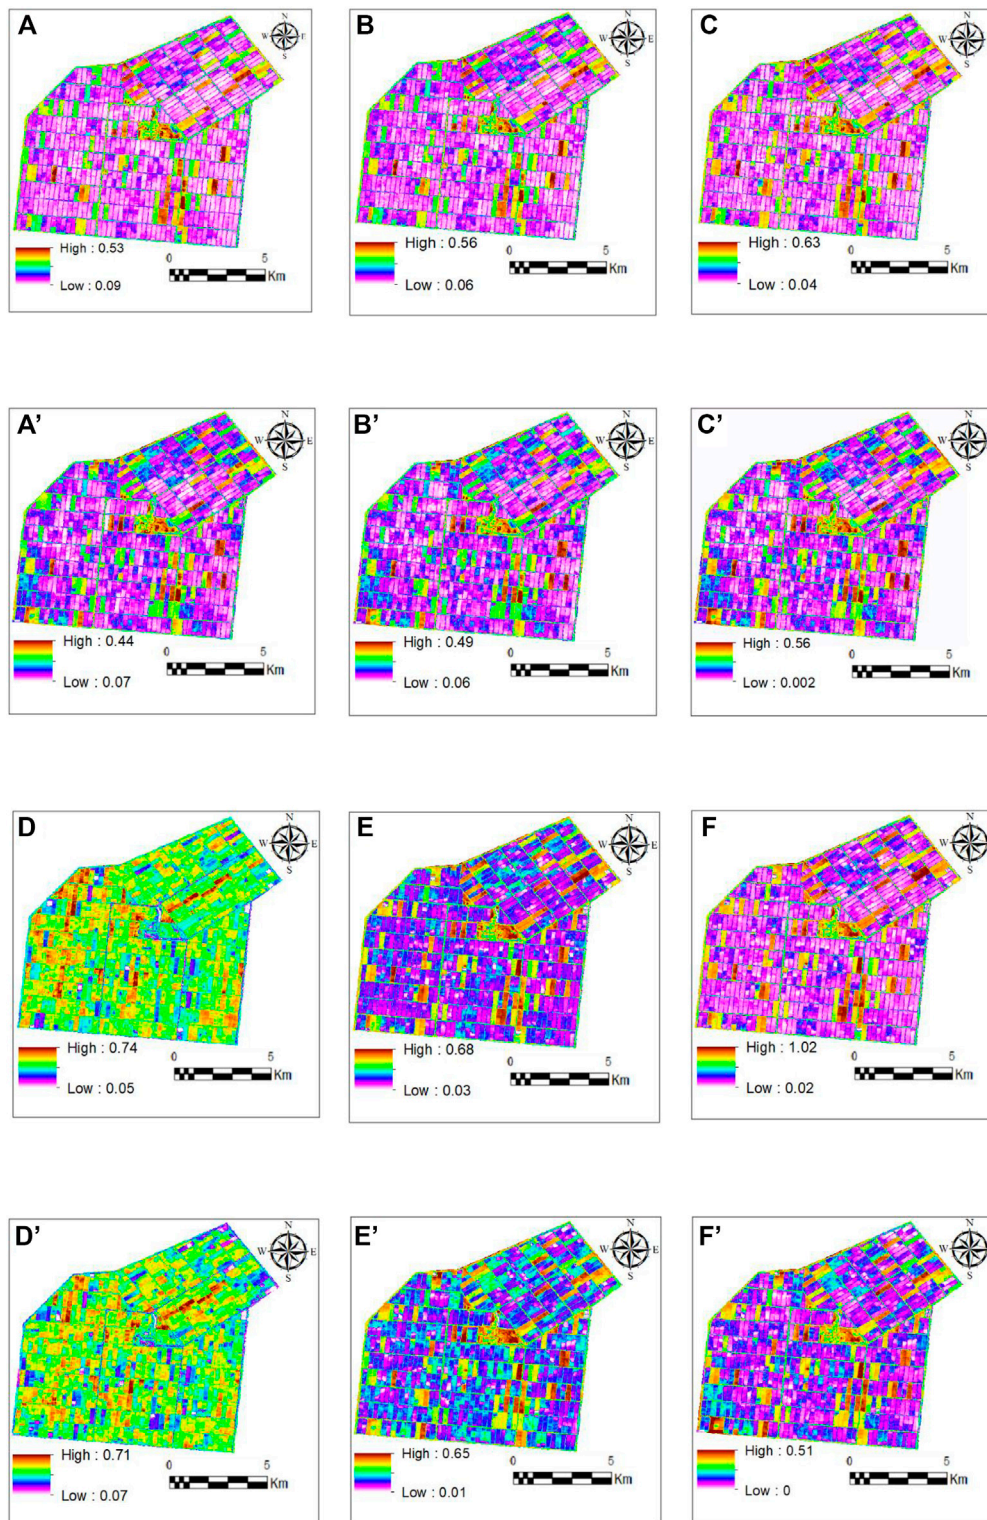 A
N
W
E
S
High : 0.53
Low : 0.09
0
5
Km
B
N
W
E
S
High : 0.56
Low : 0.06
0
5
Km
C
N
W
E
S
High : 0.63
Low : 0.04
0
5
Km
A’
N
W
E
S
High : 0.44
Low : 0.07
0
5
Km
B’
N
W
E
S
High : 0.49
Low : 0.06
0
5
Km
C’
N
W
E
S
High : 0.56
Low : 0.002
0
5
Km
D
N
W
E
S
High : 0.74
Low : 0.05
0
5
Km
E
N
W
E
S
High : 0.68
Low : 0.03
0
5
Km
F
N
W
E
S
High : 1.02
Low : 0.02
0
5
Km
D’
N
W
E
S
High : 0.71
Low : 0.07
0
5
Km
E’
N
W
E
S
High : 0.65
Low : 0.01
0
5
Km
F’
N
W
E
S
High : 0.51
Low : 0
0
5
Km